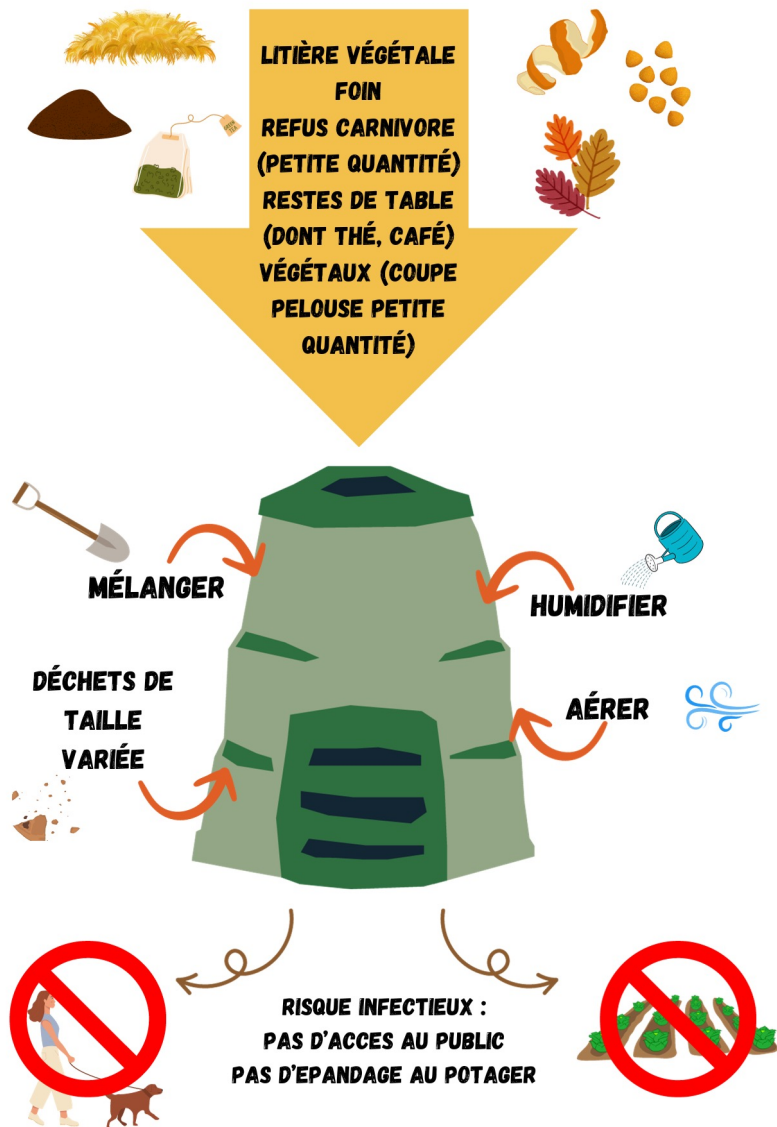 LITIÈRE VÉGÉTALE
FOIN
REFUS CARNIVORE
(PETITE QUANTITÉ)
RESTES DE TABLE
(DONT THÉ, CAFÉ)
VÉGÉTAUX (COUPE
PELOUSE PETITE
QUANTITÉ)
MÉLANGER
HUMIDIFIER
DÉCHETS DE
TAILLE
VARIÉE
AÉRER
RISQUE INFECTIEUX :
PAS D'ACCES AU PUBLIC
PAS D'EPANDAGE AU POTAGER